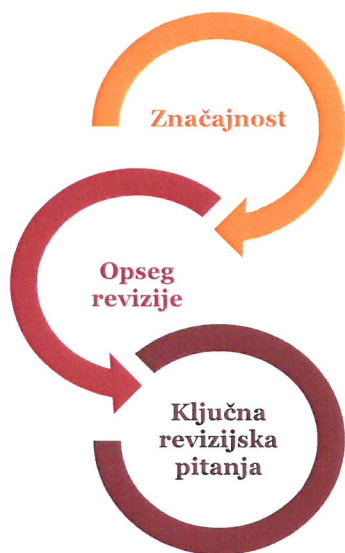 Značajnost
Opseg
revizije
Ključna
revizijska
pitanja